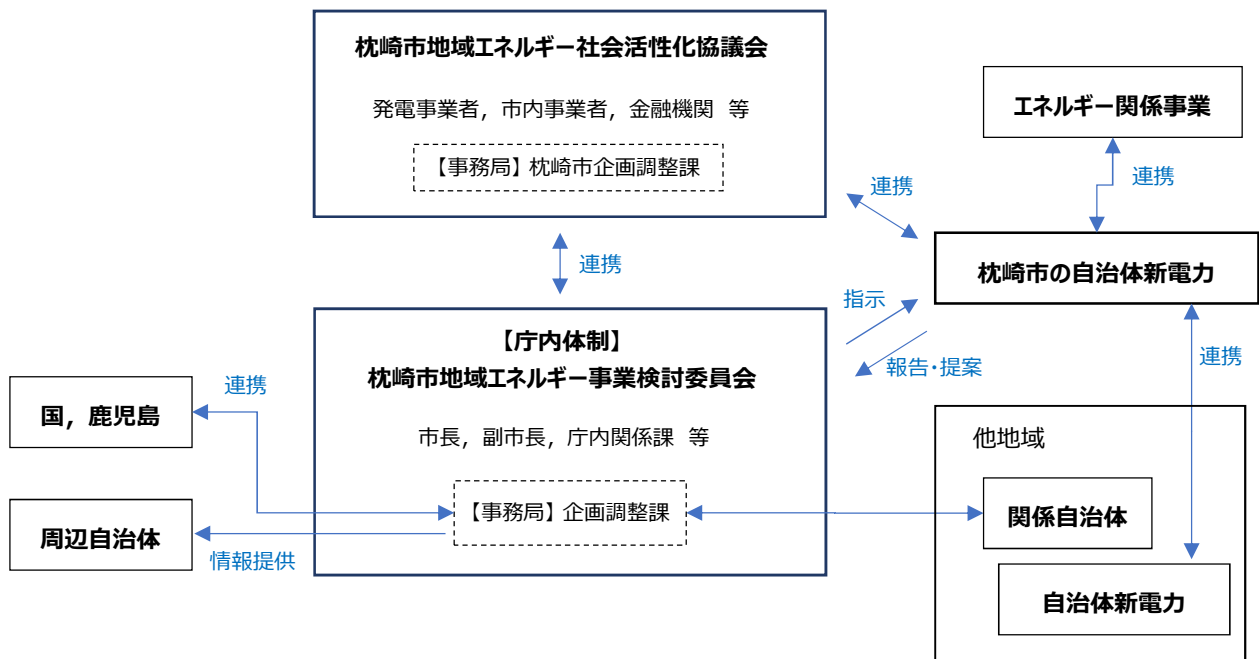 枕崎市地域エネルギー社会活性化協議会
発電事業者，市内事業者，金融機関 等
【事務局】枕崎市企画調整課
エネルギー関係事業
連携
連携
枕崎市の自治体新電力
連携
指示
報告・提案
連携
【庁内体制】
枕崎市地域エネルギー事業検討委員会
市長，副市長，庁内関係課 等
【事務局】企画調整課
連携
国，鹿児島
周辺自治体
情報提供
他地域
関係自治体
自治体新電力